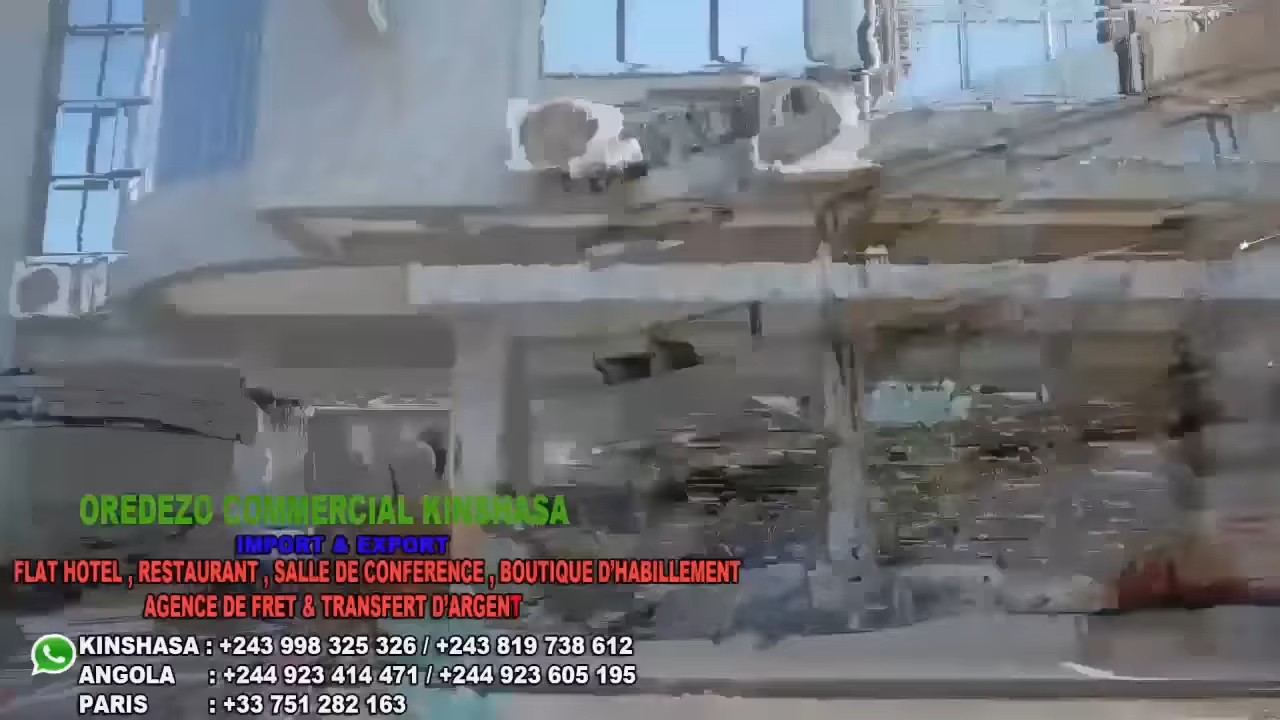 OREDEZO COMMERCIAL KINSHASA
IMPORT & EXPORT
FLAT HOTEL , RESTAURANT , SALLE DE CONFERENCE , BOUTIQUE D'HABILLEMENT
AGENCE DE FRET & TRANSFERT D'ARGENT
KINSHASA : +243 998 325 326 / +243 819 738 612
ANGOLA : +244 923 414 471 / +244 923 605 195
PARIS : +33 751 282 163